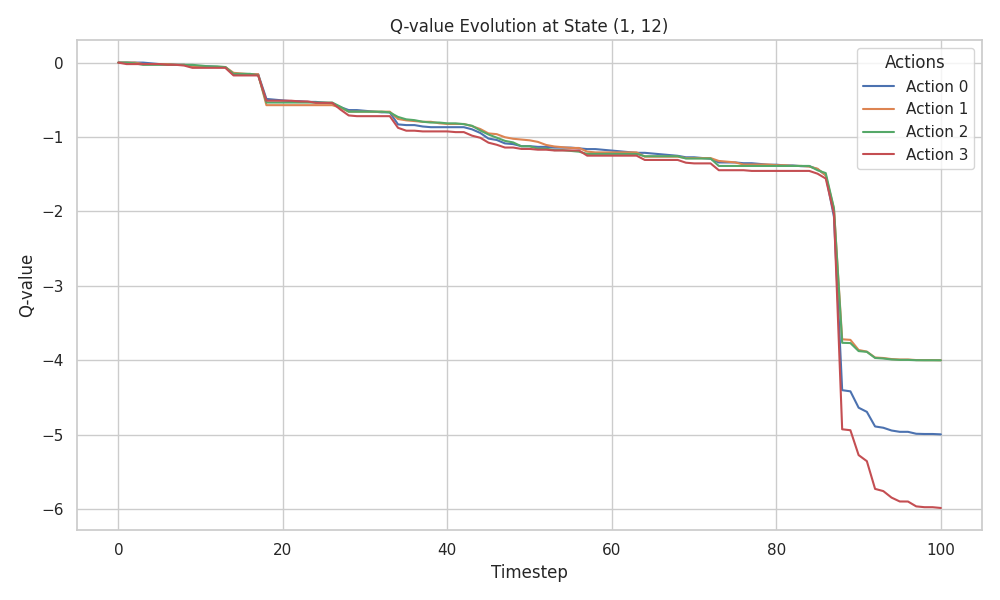 Q-value Evolution at State (1, 12)
Actions
Action 0
Action 1
Action 2
Action 3
Q-value
0
−1
−2
−3
−4
−5
−6
0 20 40 60 80 100
Timestep